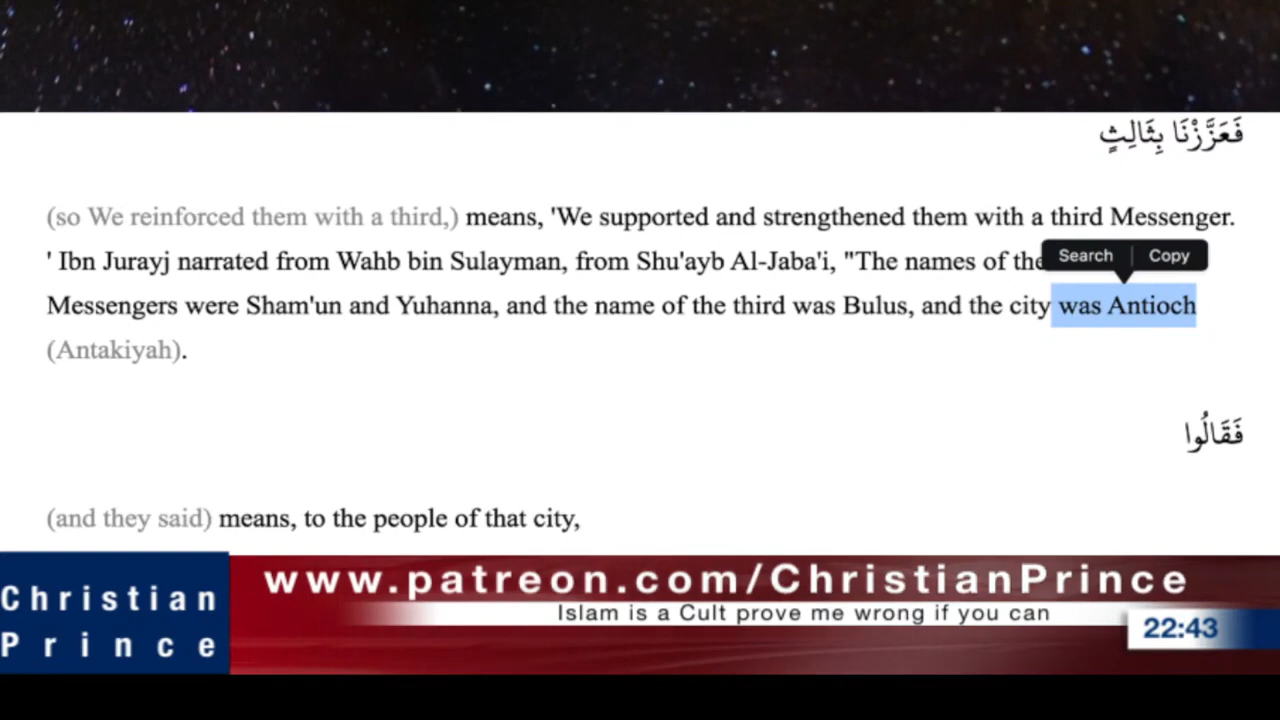 فَعَزَّزْنَا بِثَالِثٍ
(so We reinforced them with a third,) means, 'We supported and strengthened them with a third Messenger.
' Ibn Jurayj narrated from Wahb bin Sulayman, from Shu'ayb Al-Jaba'i, "The names of the
Search Copy
Messengers were Sham'un and Yuhanna, and the name of the third was Bulus, and the city was Antioch
(Antakiyah).
فَقَالُوا
(and they said) means, to the people of that city,
Christian
Prince
www.patreon.com/ChristianPrince
Islam is a Cult prove me wrong if you can
22:43